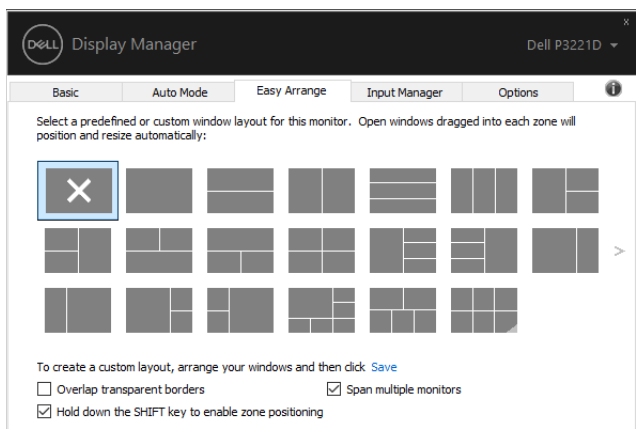 DELL Display Manager Dell P3221D
Basic Auto Mode Easy Arrange Input Manager Options
Select a predefined or custom window layout for this monitor. Open windows dragged into each zone will
position and resize automatically:
To create a custom layout, arrange your windows and then click Save
Overlap transparent borders Span multiple monitors
Hold down the SHIFT key to enable zone positioning